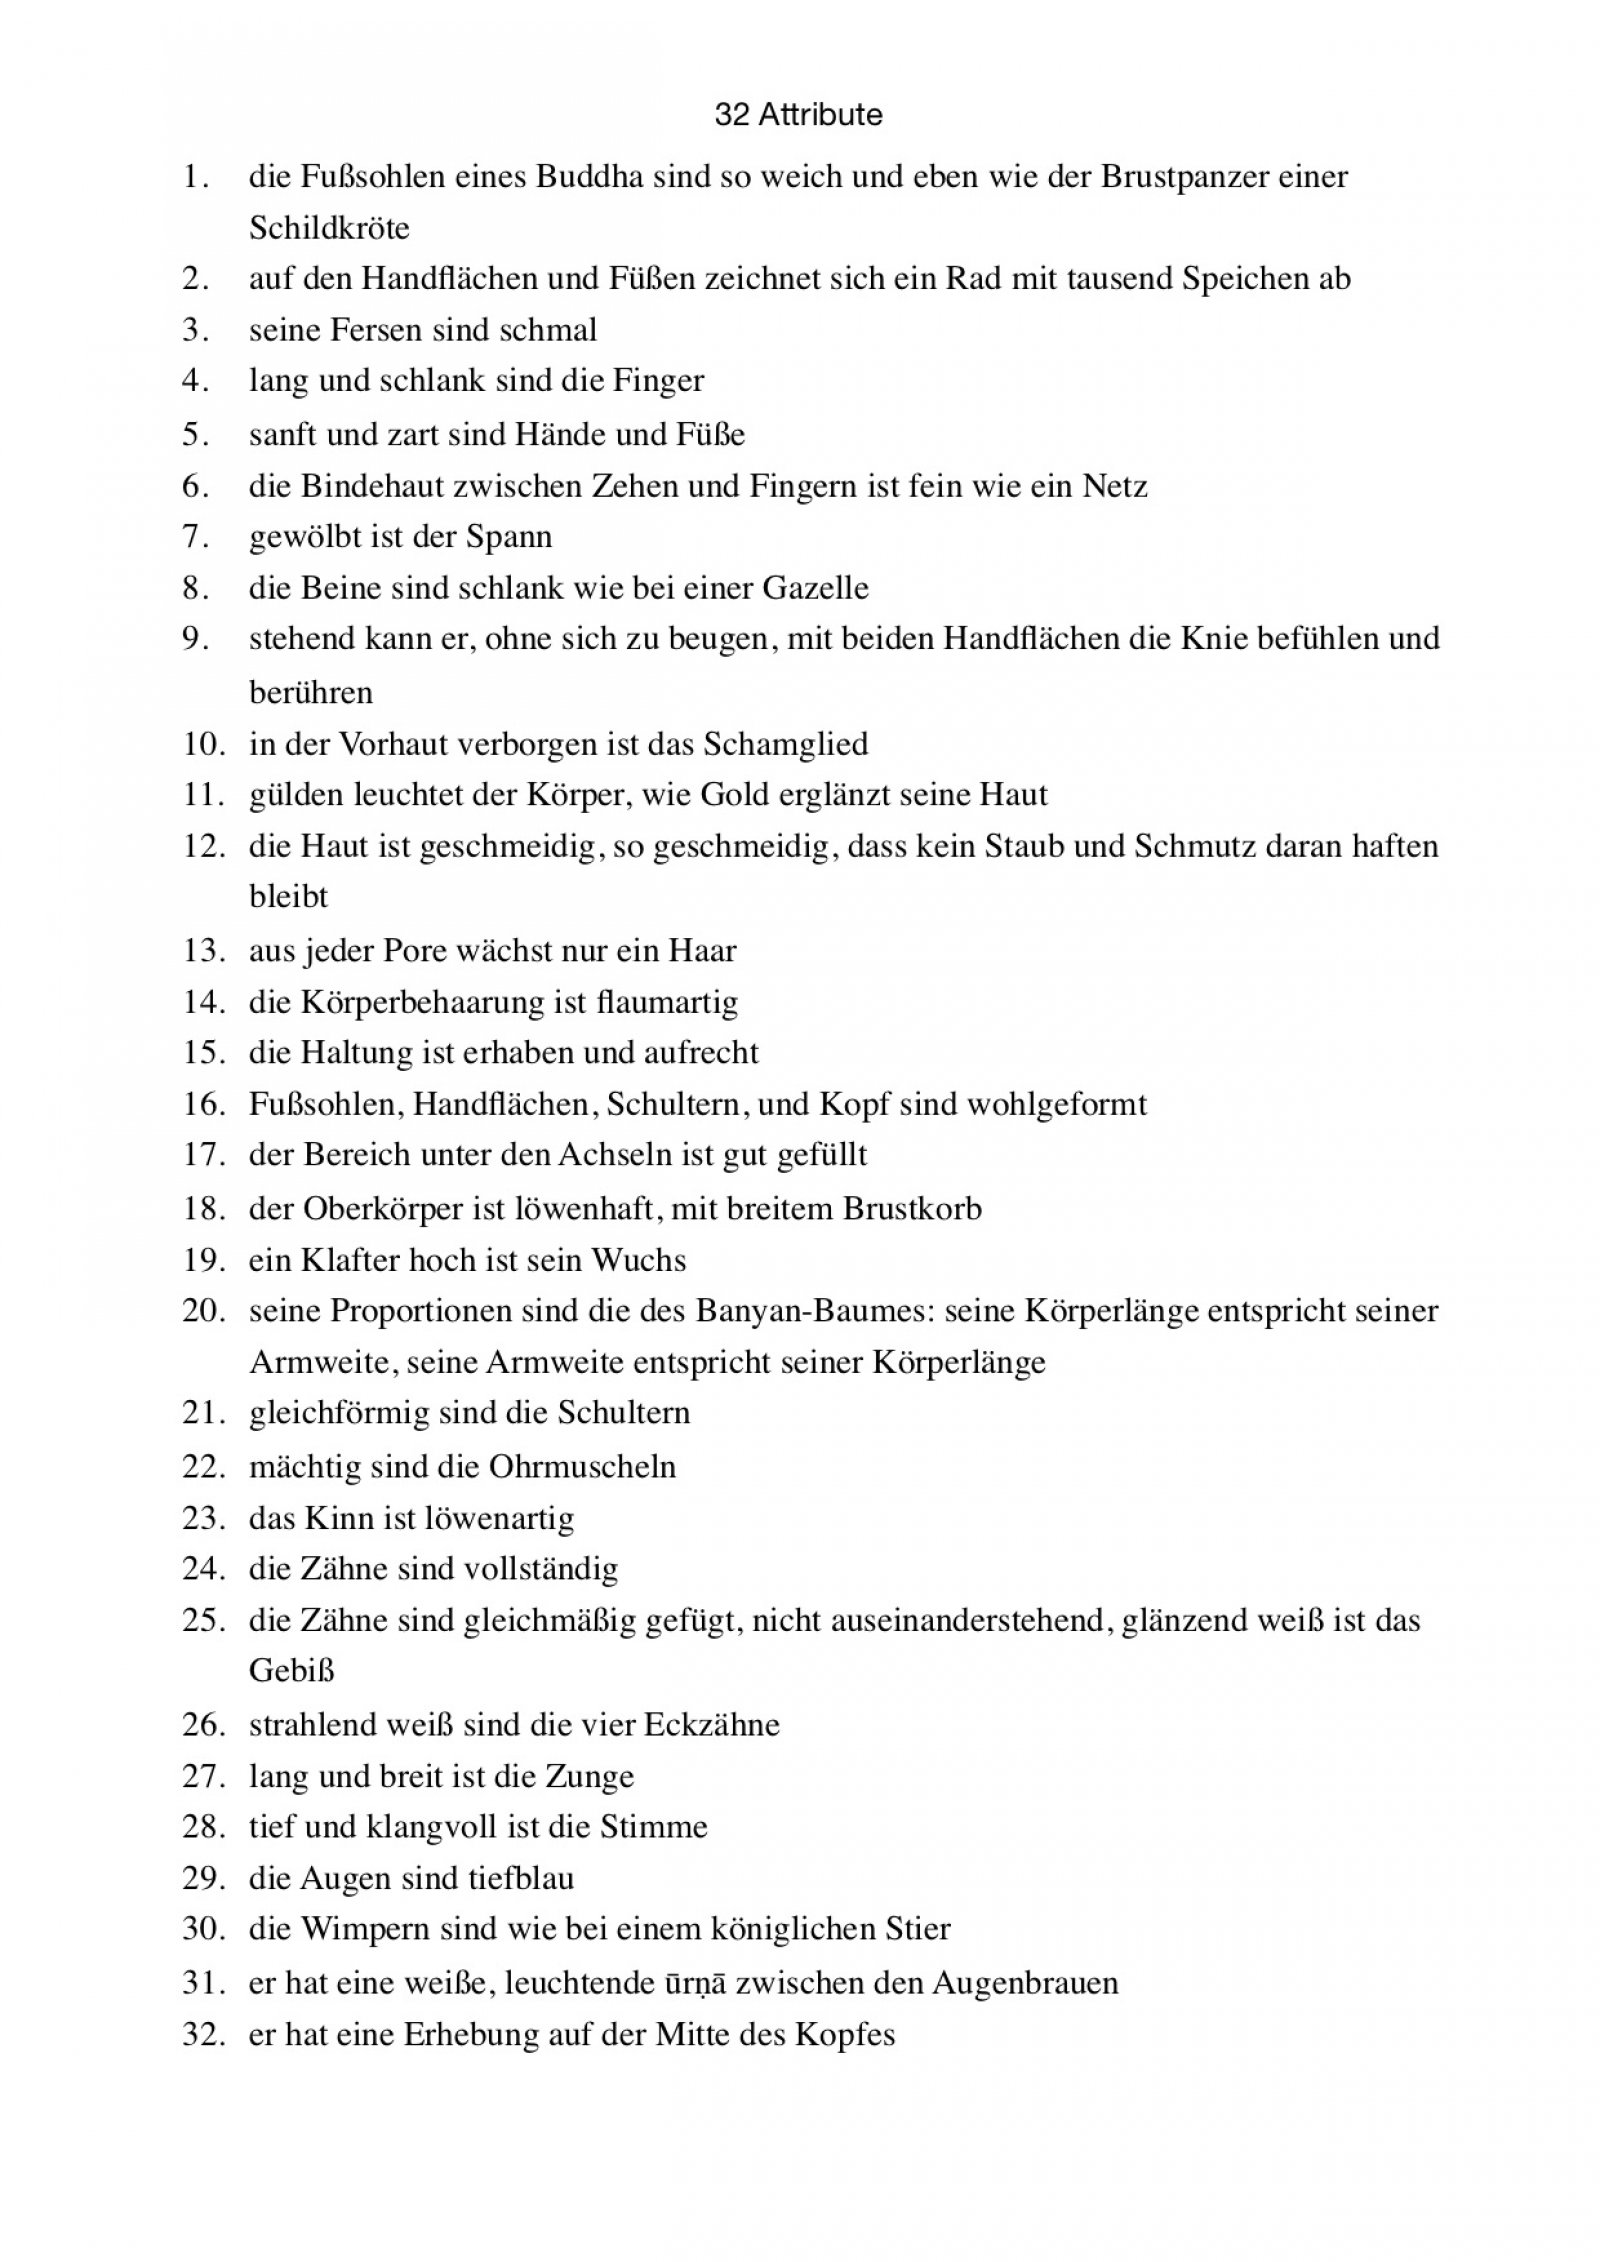 32 Attribute
1. die Fußsohlen eines Buddha sind so weich und eben wie der Brustpanzer einer
Schildkröte
2. auf den Handflächen und Füßen zeichnet sich ein Rad mit tausend Speichen ab
3. seine Fersen sind schmal
4. lang und schlank sind die Finger
5. sanft und zart sind Hände und Füße
6. die Bindehaut zwischen Zehen und Fingern ist fein wie ein Netz
7. gewölbt ist der Spann
8. die Beine sind schlank wie bei einer Gazelle
9. stehend kann er, ohne sich zu beugen, mit beiden Handflächen die Knie befühlen und
berühren
10. in der Vorhaut verborgen ist das Schamglied
11. gülden leuchtet der Körper, wie Gold erglänzt seine Haut
12. die Haut ist geschmeidig, so geschmeidig, dass kein Staub und Schmutz daran haften
bleibt
13. aus jeder Pore wächst nur ein Haar
14. die Körperbehaarung ist flaumartig
15. die Haltung ist erhaben und aufrecht
16. Fußsohlen, Handflächen, Schultern, und Kopf sind wohlgeformt
17. der Bereich unter den Achseln ist gut gefüllt
18. der Oberkörper ist löwenhaft, mit breitem Brustkorb
19. ein Klafter hoch ist sein Wuchs
20. seine Proportionen sind die des Banyan-Baumes: seine Körperlänge entspricht seiner
Armweite, seine Armweite entspricht seiner Körperlänge
21. gleichförmig sind die Schultern
22. mächtig sind die Ohrmuscheln
23. das Kinn ist löwenartig
24. die Zähne sind vollständig
25. die Zähne sind gleichmäßig gefügt, nicht auseinanderstehend, glänzend weiß ist das
Gebiß
26. strahlend weiß sind die vier Eckzähne
27. lang und breit ist die Zunge
28. tief und klangvoll ist die Stimme
29. die Augen sind tiefblau
30. die Wimpern sind wie bei einem königlichen Stier
31. er hat eine weiße, leuchtende ūrṇā zwischen den Augenbrauen
32. er hat eine Erhebung auf der Mitte des Kopfes